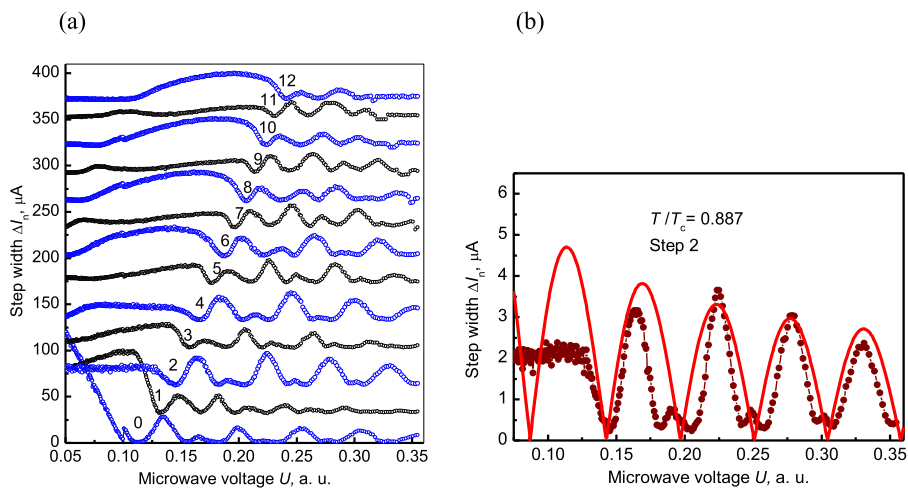 (a)
(b)
400
350
300
250
200
150
100
50
0
Step width ΔIn, μA
12
11
10
9
8
7
6
5
4
3
2
1
0
0.05 0.10 0.15 0.20 0.25 0.30 0.35
Microwave voltage U, a. u.
6
5
4
3
2
1
0
Step width ΔIn, μA
T/Tc= 0.887
Step 2
0.10 0.15 0.20 0.25 0.30 0.35
Microwave voltage U, a. u.